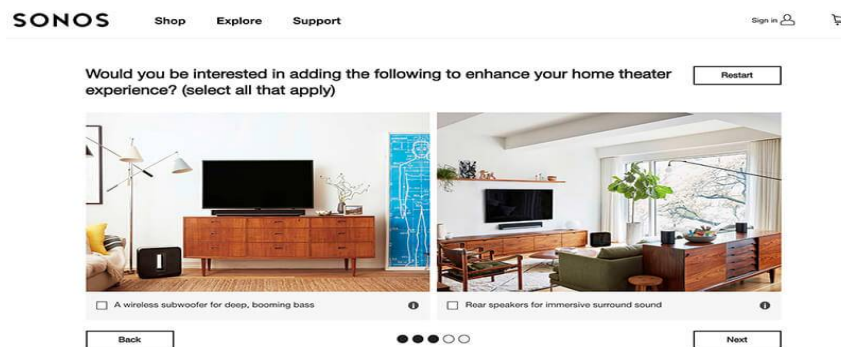 SONOS Shop Explore Support Sign in
Would you be interested in adding the following to enhance your home theater
experience? (select all that apply)
Restart
A wireless subwoofer for deep, booming bass
Rear speakers for immersive surround sound
Back
Next